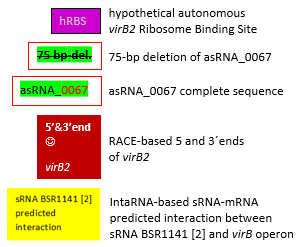 hRBS
hypothetical autonomous
virB2 Ribosome Binding Site
75-bp-del.
75-bp deletion of asRNA_0067
asRNA_0067
asRNA_0067 complete sequence
5’&3’end
☺
virB2
RACE-based 5 and 3´ends
of virB2
sRNA BSR1141 [2]
predicted
interaction
IntaRNA-based sRNA-mRNA
predicted interaction between
sRNA BSR1141 [2] and virB operon